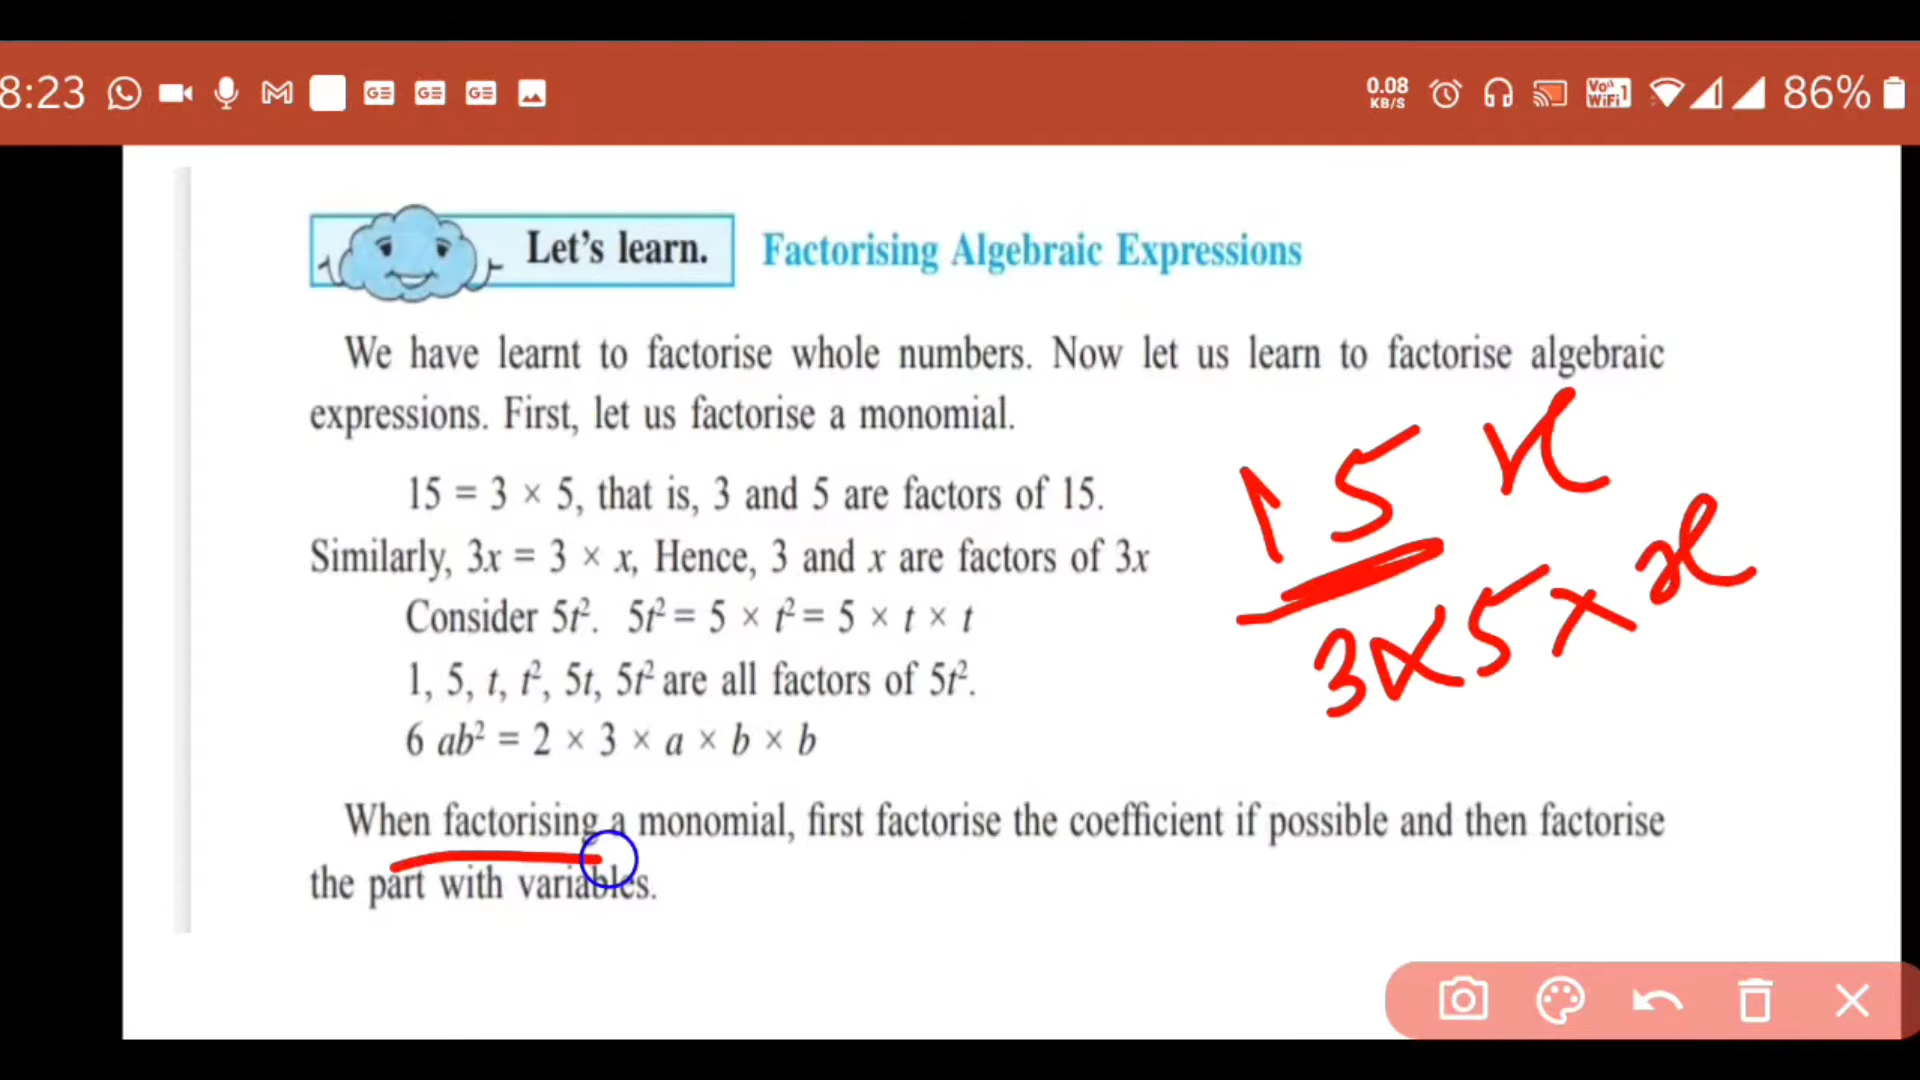 8:23 0.08 KB/S Vo)) WiFi 1 86%
Let's learn. Factorising Algebraic Expressions
We have learnt to factorise whole numbers. Now let us learn to factorise algebraic
expressions. First, let us factorise a monomial.
15 = 3 × 5, that is, 3 and 5 are factors of 15.
Similarly, 3x = 3 × x, Hence, 3 and x are factors of 3x
Consider 5t². 5t² = 5 × t² = 5 × t × t
1, 5, t, t², 5t, 5t² are all factors of 5t².
6 ab² = 2 × 3 × a × b × b
When factorising a monomial, first factorise the coefficient if possible and then factorise
the part with variables.
15 x
3×5×x